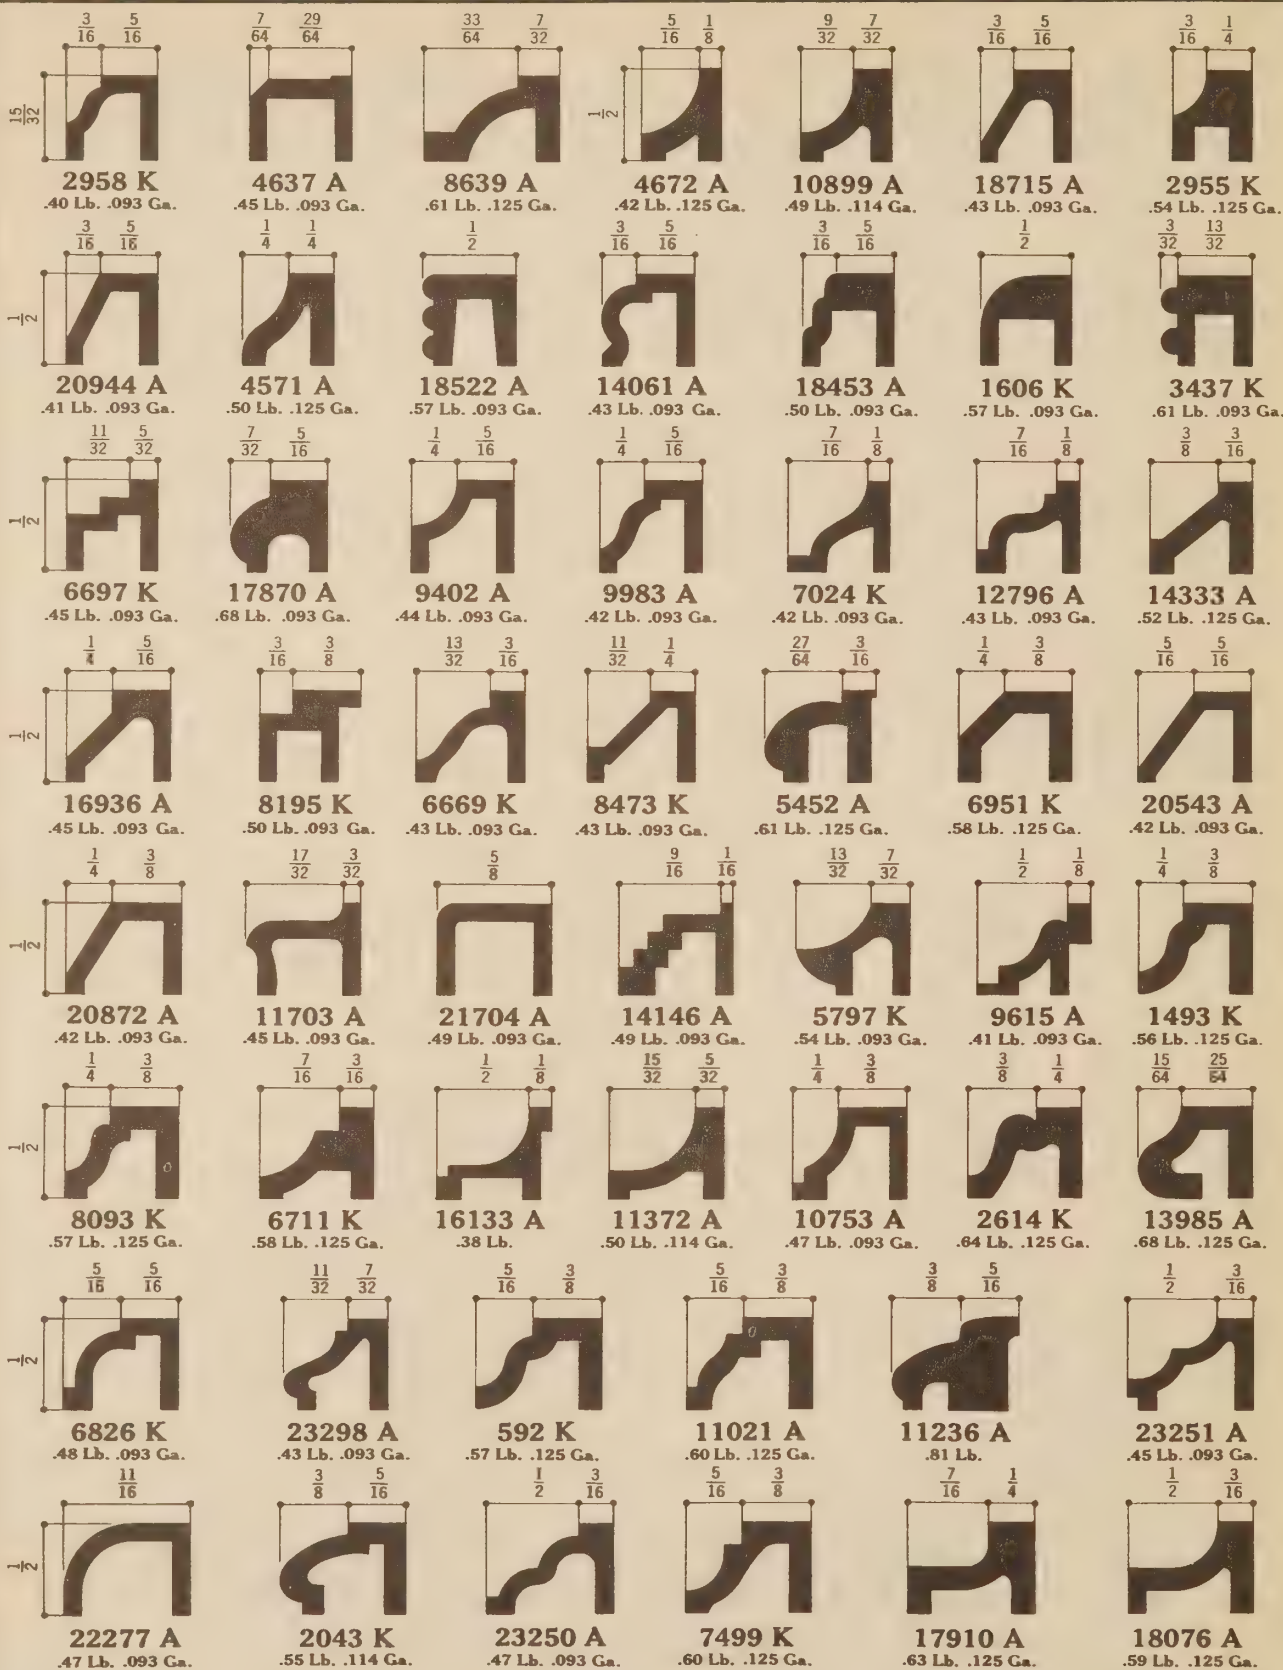 3/16 5/16 7/64 29/64 33/64 7/32 5/16 1/8 9/32 7/32 3/16 5/16 3/16 1/4
15/32 1/2
2958 K 4637 A 8639 A 4672 A 10899 A 18715 A 2955 K
.40 Lb. .093 Ga. .45 Lb. .093 Ga. .61 Lb. .125 Ga. .42 Lb. .125 Ga. .49 Lb. .114 Ga. .43 Lb. .093 Ga. .54 Lb. .125 Ga.
3/16 5/16 1/4 1/4 1/2 3/16 5/16 3/16 5/16 1/2 3/32 13/32
1/2
20944 A 4571 A 18522 A 14061 A 18453 A 1606 K 3437 K
.41 Lb. .093 Ga. .50 Lb. .125 Ga. .57 Lb. .093 Ga. .43 Lb. .093 Ga. .50 Lb. .093 Ga. .57 Lb. .093 Ga. .61 Lb. .093 Ga.
11/32 5/32 7/32 5/16 1/4 5/16 1/4 5/16 7/16 1/8 7/16 1/8 3/8 3/16
1/2
6697 K 17870 A 9402 A 9983 A 7024 K 12796 A 14333 A
.45 Lb. .093 Ga. .68 Lb. .093 Ga. .44 Lb. .093 Ga. .42 Lb. .093 Ga. .42 Lb. .093 Ga. .43 Lb. .093 Ga. .52 Lb. .125 Ga.
1/4 5/16 3/16 3/8 13/32 3/16 11/32 1/4 27/64 3/16 1/4 3/8 5/16 5/16
1/2
16936 A 8195 K 6669 K 8473 K 5452 A 6951 K 20543 A
.45 Lb. .093 Ga. .50 Lb. .093 Ga. .43 Lb. .093 Ga. .43 Lb. .093 Ga. .61 Lb. .125 Ga. .58 Lb. .125 Ga. .42 Lb. .093 Ga.
1/4 3/8 17/32 3/32 5/8 9/16 1/16 13/32 7/32 1/2 1/8 1/4 3/8
1/2
20872 A 11703 A 21704 A 14146 A 5797 K 9615 A 1493 K
.42 Lb. .093 Ga. .45 Lb. .093 Ga. .49 Lb. .093 Ga. .49 Lb. .093 Ga. .54 Lb. .093 Ga. .41 Lb. .093 Ga. .56 Lb. .125 Ga.
1/4 3/8 7/16 3/16 1/2 1/8 15/32 5/32 1/4 3/8 3/8 1/4 15/64 25/64
1/2
8093 K 6711 K 16133 A 11372 A 10753 A 2614 K 13985 A
.57 Lb. .125 Ga. .58 Lb. .125 Ga. .38 Lb. .50 Lb. .114 Ga. .47 Lb. .093 Ga. .64 Lb. .125 Ga. .68 Lb. .125 Ga.
5/16 5/16 11/32 7/32 5/16 3/8 5/16 3/8 3/8 5/16 1/2 3/16
1/2
6826 K 23298 A 592 K 11021 A 11236 A 23251 A
.48 Lb. .093 Ga. .43 Lb. .093 Ga. .57 Lb. .125 Ga. .60 Lb. .125 Ga. .81 Lb. .45 Lb. .093 Ga.
11/16 3/8 5/16 1/2 3/16 5/16 3/8 7/16 1/4 1/2 3/16
1/2
22277 A 2043 K 23250 A 7499 K 17910 A 18076 A
.47 Lb. .093 Ga. .55 Lb. .114 Ga. .47 Lb. .093 Ga. .60 Lb. .125 Ga. .63 Lb. .125 Ga. .59 Lb. .125 Ga.